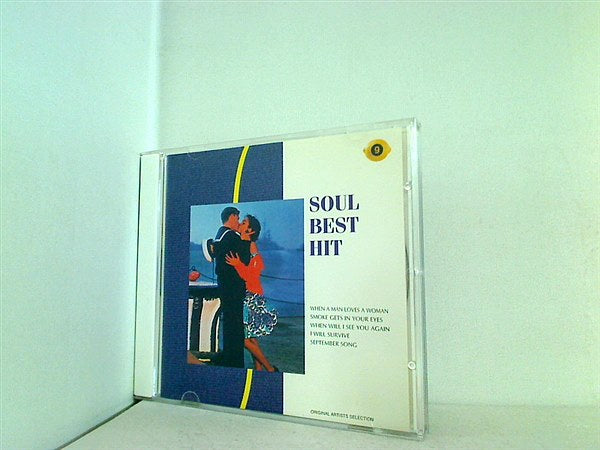 9
SOUL
BEST
HIT
WHEN A MAN LOVES A WOMAN
SMOKE GETS IN YOUR EYES
WHEN WILL I SEE YOU AGAIN
I WILL SURVIVE
SEPTEMBER SONG
ORIGINAL ARTISTS SELECTION